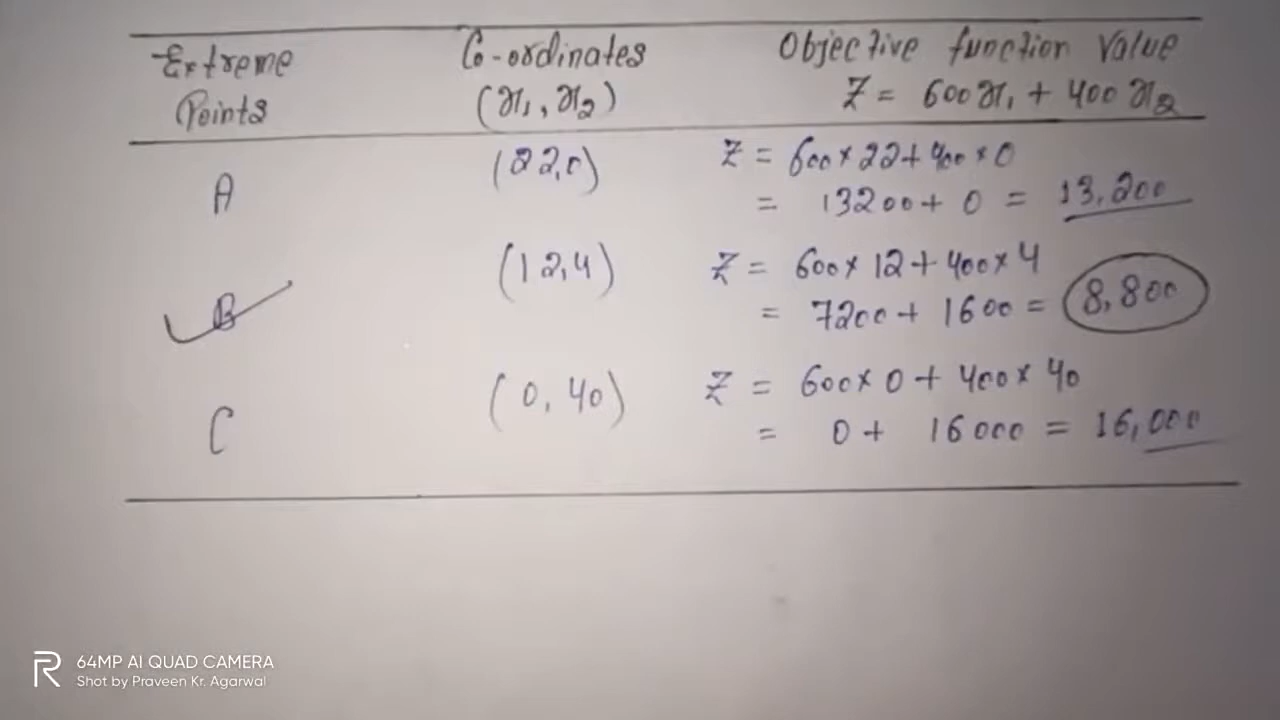 Extreme Points
Co-ordinates (x1, x2)
Objective function Value
Z = 600x1 + 400x2
A
(22,0)
Z = 600×22+400×0
= 13200+ 0 = 13,200
B
(12,4)
Z = 600×12+400×4
= 7200+ 1600 = 8,800
C
(0,40)
Z = 600×0+400×40
= 0+ 16000 = 16,000
64MP AI QUAD CAMERA
Shot by Praveen Kr. Agarwal